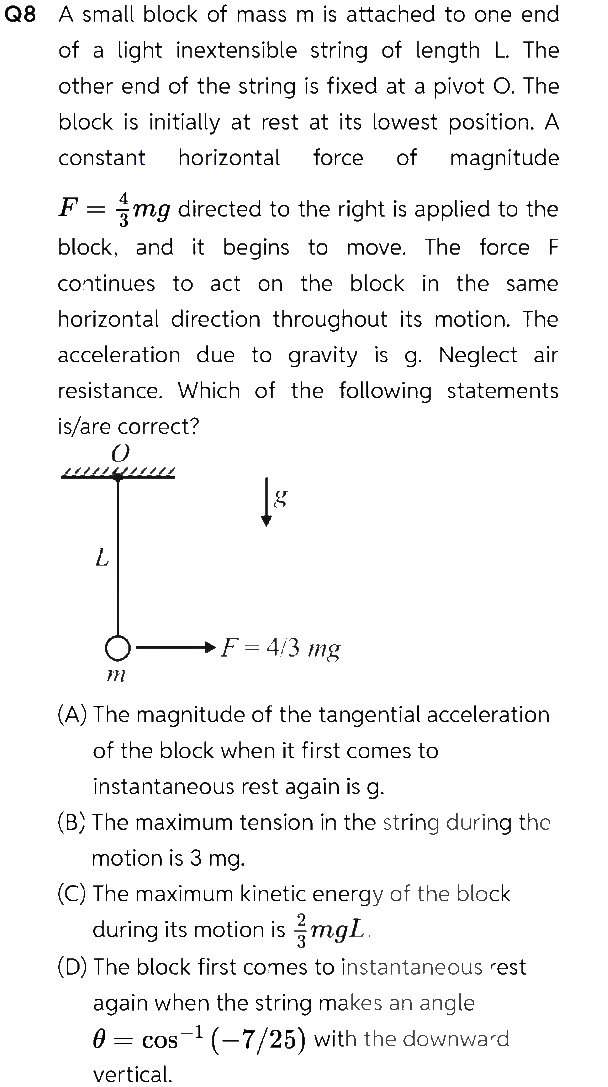 Q8 A small block of mass m is attached to one end
of a light inextensible string of length L. The
other end of the string is fixed at a pivot O. The
block is initially at rest at its lowest position. A
constant horizontal force of magnitude
F = 4/3 mg directed to the right is applied to the
block, and it begins to move. The force F
continues to act on the block in the same
horizontal direction throughout its motion. The
acceleration due to gravity is g. Neglect air
resistance. Which of the following statements
is/are correct?
O
g
L
F = 4/3 mg
m
(A) The magnitude of the tangential acceleration
of the block when it first comes to
instantaneous rest again is g.
(B) The maximum tension in the string during the
motion is 3 mg.
(C) The maximum kinetic energy of the block
during its motion is 2/3 mgL.
(D) The block first comes to instantaneous rest
again when the string makes an angle
θ = cos⁻¹ (−7/25) with the downward
vertical.